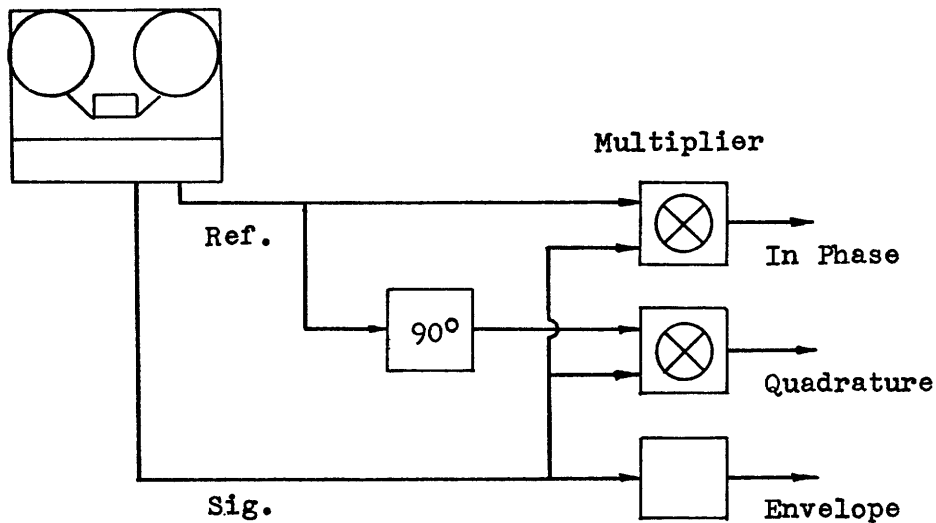 Multiplier
Ref.
In Phase
90°
Quadrature
Sig.
Envelope